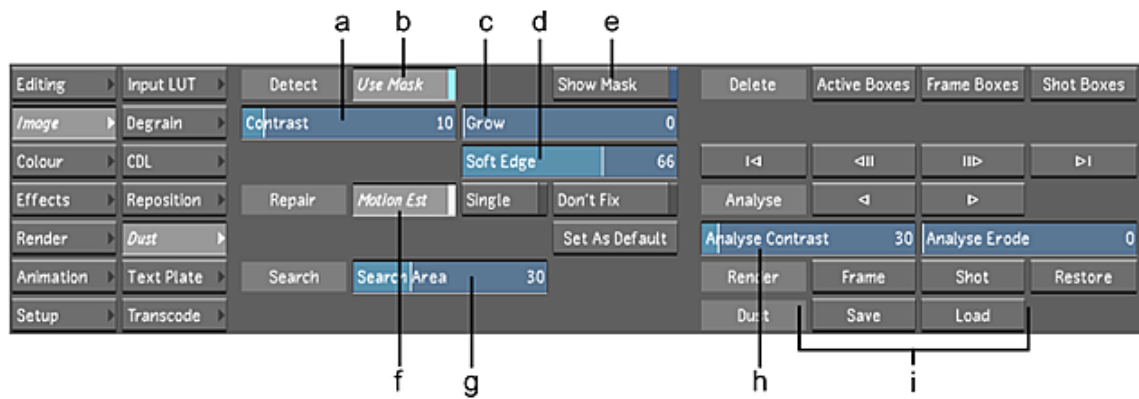 a b c d e
Editing Input LUT Detect Use Mask Show Mask Delete Active Boxes Frame Boxes Shot Boxes
Image Degrain Contrast 10 Grow 0
Colour CDL Soft Edge 66
Effects Reposition Repair Motion Est Single Don't Fix Analyse
Render Dust Set As Default Analyse Contrast 30 Analyse Erode 0
Animation Text Plate Search Search Area 30 Render Frame Shot Restore
Setup Transcode Dust Save Load
f g h i